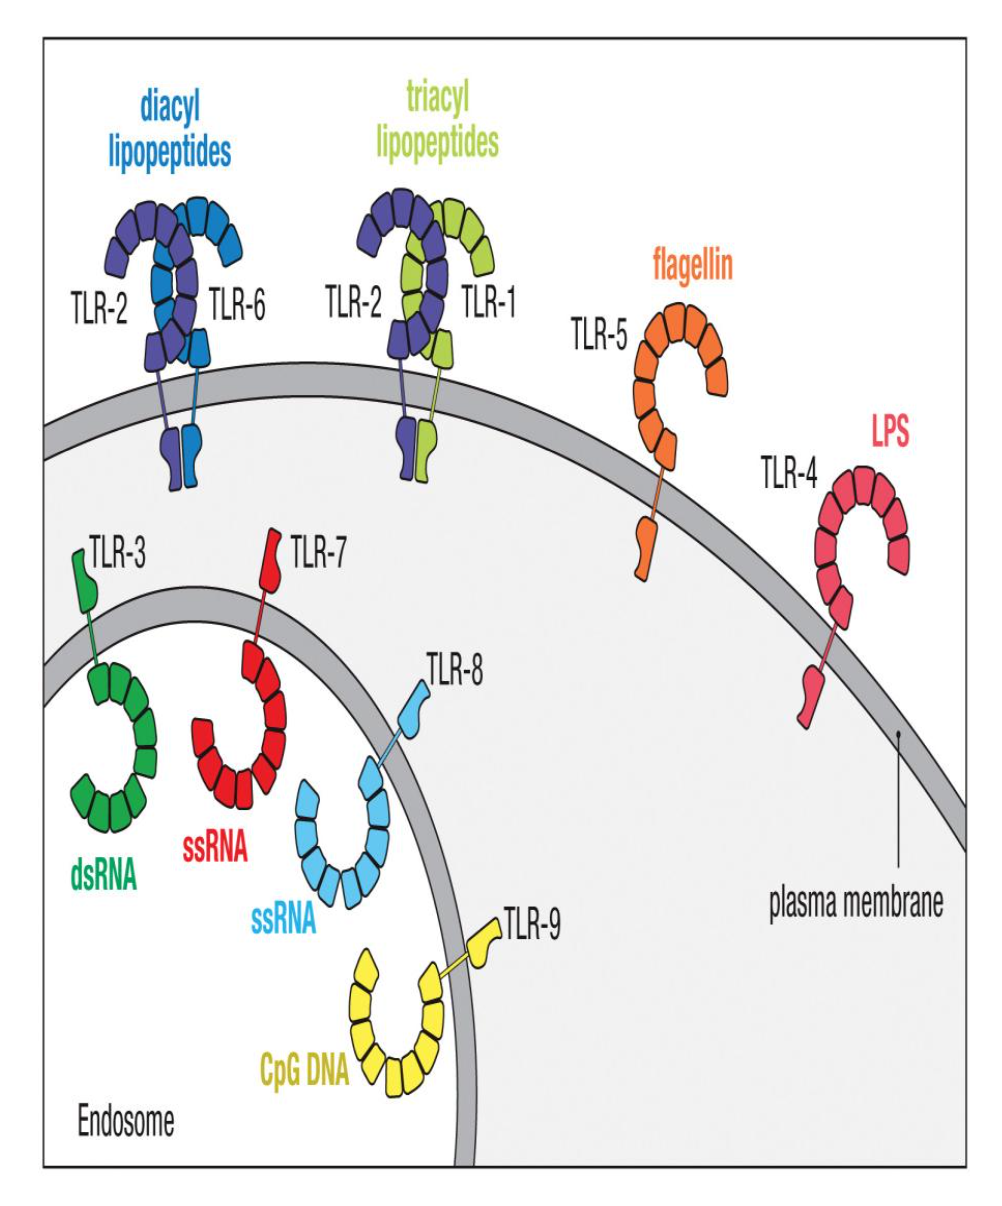 diacyl
lipopeptides
triacyl
lipopeptides
TLR-2
TLR-6
TLR-2
TLR-1
flagellin
TLR-5
LPS
TLR-4
TLR-3
TLR-7
TLR-8
dsRNA
ssRNA
ssRNA
TLR-9
plasma membrane
CpG DNA
Endosome